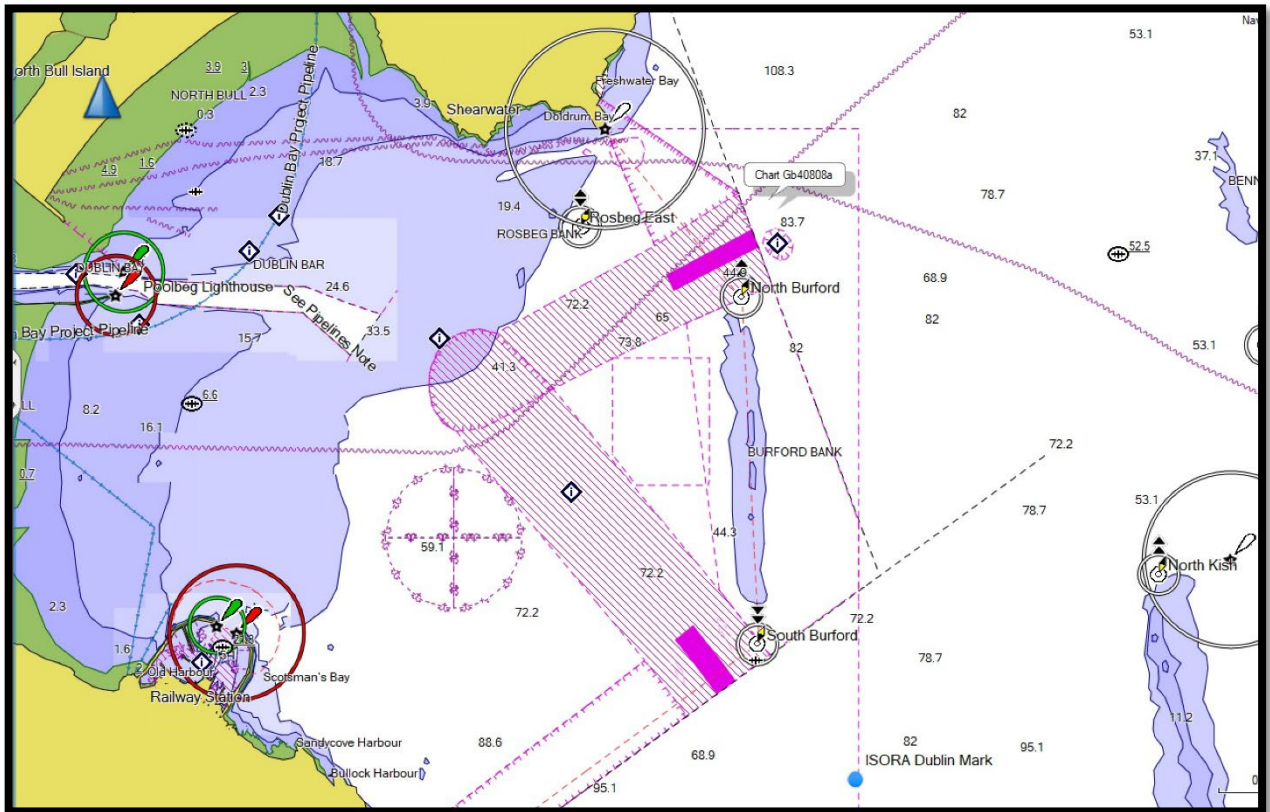 Nav
53.1
orth Bull Island
3.9
3
NORTH BULL
2.3
0.3
Dublin Bay Project Pipeline
3.9
Shearwater
Freshwater Bay
Doldrum Bay
108.3
82
37.1
BENN
18.7
4.9
1.6
Chart Gb40808a
78.7
19.4
Rosbeg East
ROSBEG BANK
83.7
52.5
DUBLIN BAR
DUBLIN BA
Poolbeg Lighthouse
24.6
See Pipelines Note
44.9
North Burford
68.9
72.2
65
82
Bay Project Pipeline
33.5
15.7
73.8
82
53.1
41.3
6.6
LL
8.2
16.1
72.2
BURFORD BANK
0.7
53.1
78.7
44.3
59.1
North Kish
72.2
2.3
72.2
72.2
South Burford
1.6
78.7
Old Harbour
Scotsman's Bay
Railway Station
11.2
Sandycove Harbour
88.6
82
95.1
68.9
ISORA Dublin Mark
Bullock Harbour
95.1
0